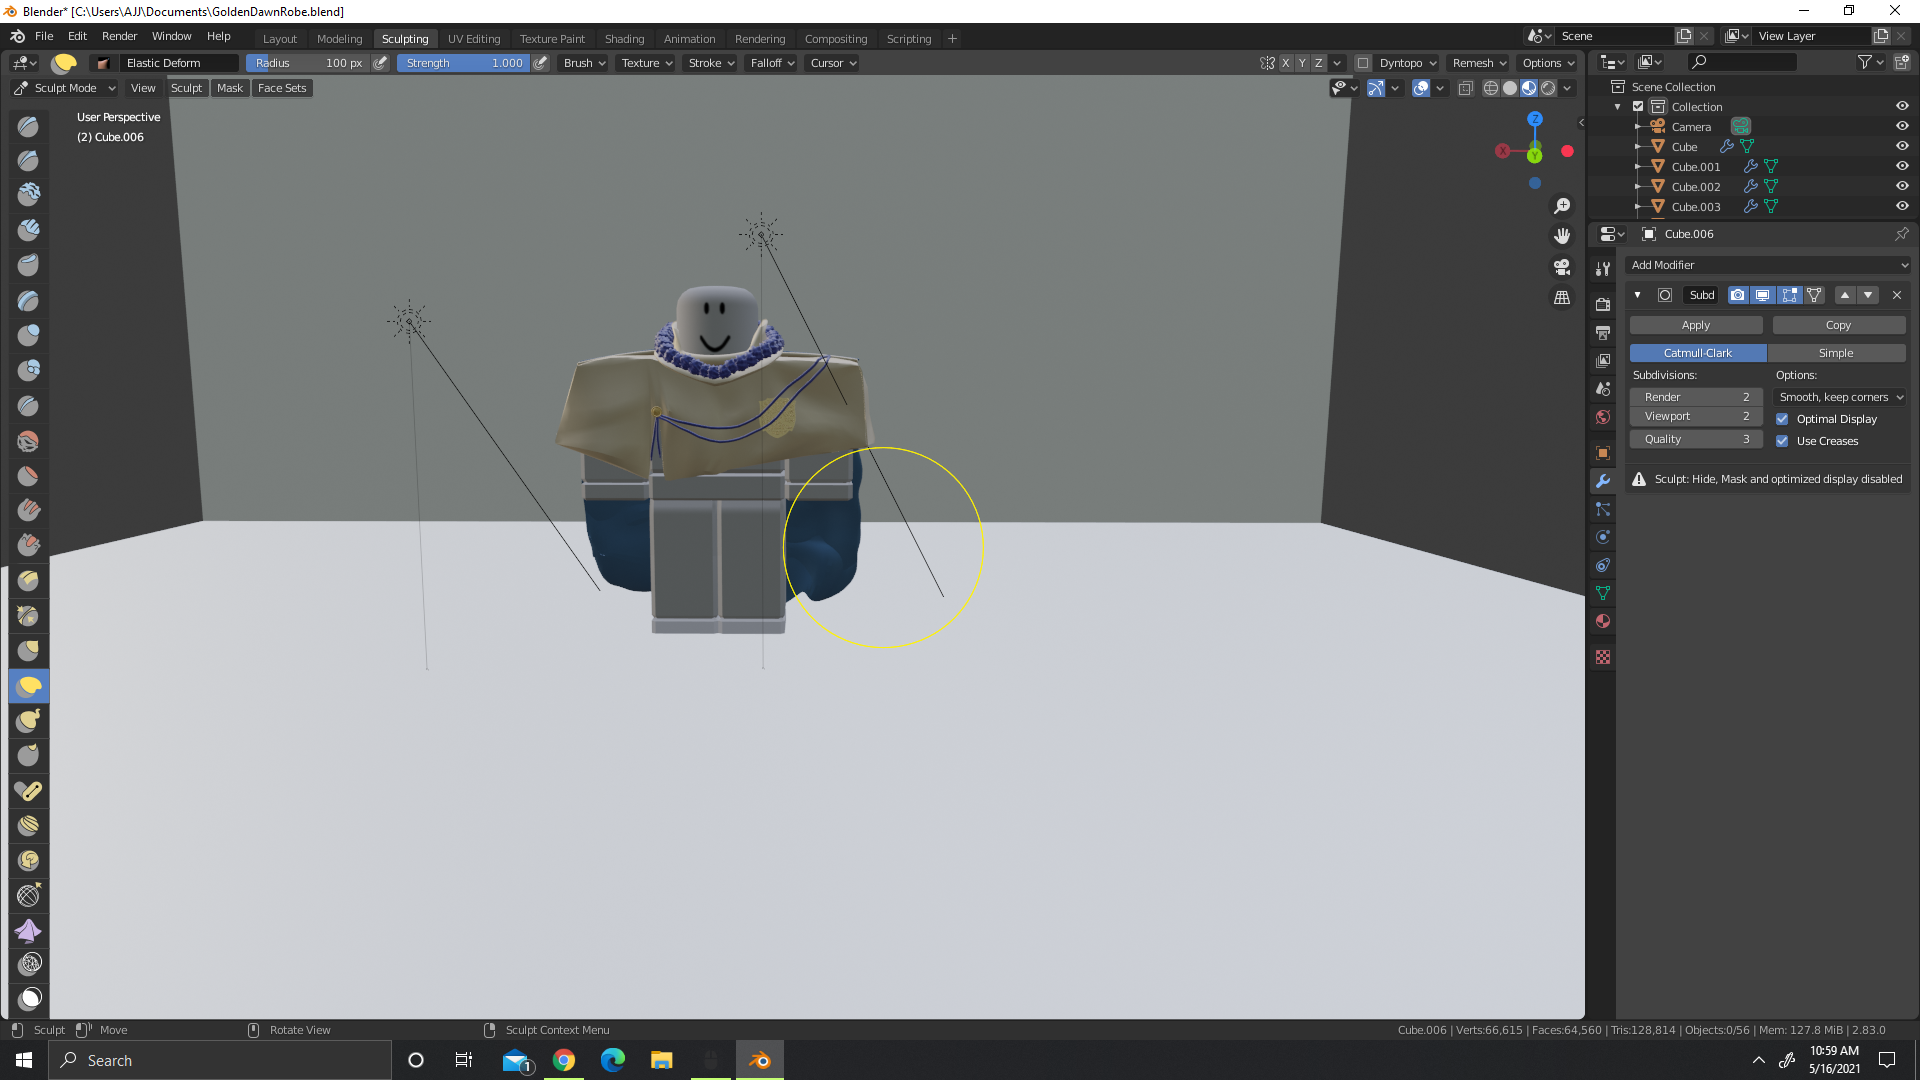 Blender* [C:\Users\AJJ\Documents\GoldenDawnRobe.blend]
File Edit Render Window Help Layout Modeling Sculpting UV Editing Texture Paint Shading Animation Rendering Compositing Scripting + Scene View Layer
Elastic Deform Radius 100 px Strength 1.000 Brush Texture Stroke Falloff Cursor X Y Z Dyntopo Remesh Options
Sculpt Mode View Sculpt Mask Face Sets
User Perspective
(2) Cube.006
Z
X
Y
Scene Collection
Collection
Camera
Cube
Cube.001
Cube.002
Cube.003
Cube.006
Add Modifier
Subd
Apply Copy
Catmull-Clark Simple
Subdivisions: Options:
Render 2 Smooth, keep corners
Viewport 2 Optimal Display
Quality 3 Use Creases
Sculpt: Hide, Mask and optimized display disabled
Sculpt Move Rotate View Sculpt Context Menu Cube.006 | Verts:66,615 | Faces:64,560 | Tris:128,814 | Objects:0/56 | Mem: 127.8 MiB | 2.83.0
Search
1
10:59 AM
5/16/2021